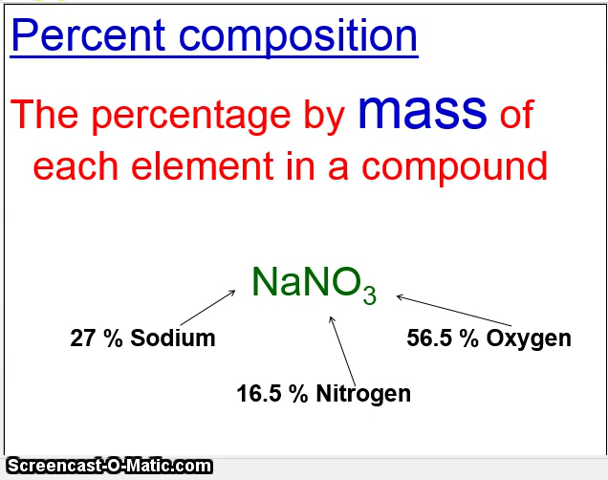 Percent composition
The percentage by mass of
each element in a compound
NaNO₃
27 % Sodium
56.5 % Oxygen
16.5 % Nitrogen
Screencast-O-Matic.com